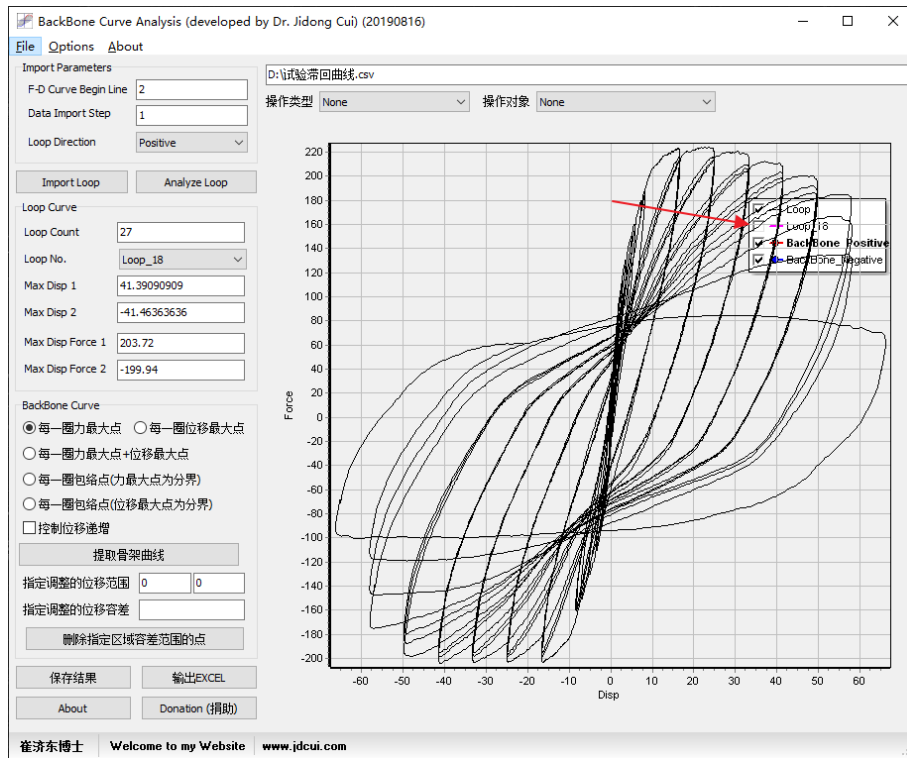 BackBone Curve Analysis (developed by Dr. Jidong Cui) (20190816)
File Options About
Import Parameters
F-D Curve Begin Line 2
Data Import Step 1
Loop Direction Positive
Import Loop Analyze Loop
D:\试验滞回曲线.csv
操作类型 None 操作对象 None
Loop Curve
Loop Count 27
Loop No. Loop_18
Max Disp 1 41.39090909
Max Disp 2 -41.46363636
Max Disp Force 1 203.72
Max Disp Force 2 -199.94
BackBone Curve
每一圈力最大点 每一圈位移最大点
每一圈力最大点+位移最大点
每一圈包络点(力最大点为分界)
每一圈包络点(位移最大点为分界)
控制位移递增
提取骨架曲线
指定调整的位移范围 0 0
指定调整的位移容差
删除指定区域容差范围的点
保存结果 输出EXCEL
About Donation (捐助)
220
200
180
160
140
120
100
80
60
40
20
0
-20
-40
-60
-80
-100
-120
-140
-160
-180
-200
Force
-60 -50 -40 -30 -20 -10 0 10 20 30 40 50 60
Disp
Loop
Loop_18
BackBone_Positive
BackBone_Negative
崔济东博士 Welcome to my Website www.jdcui.com